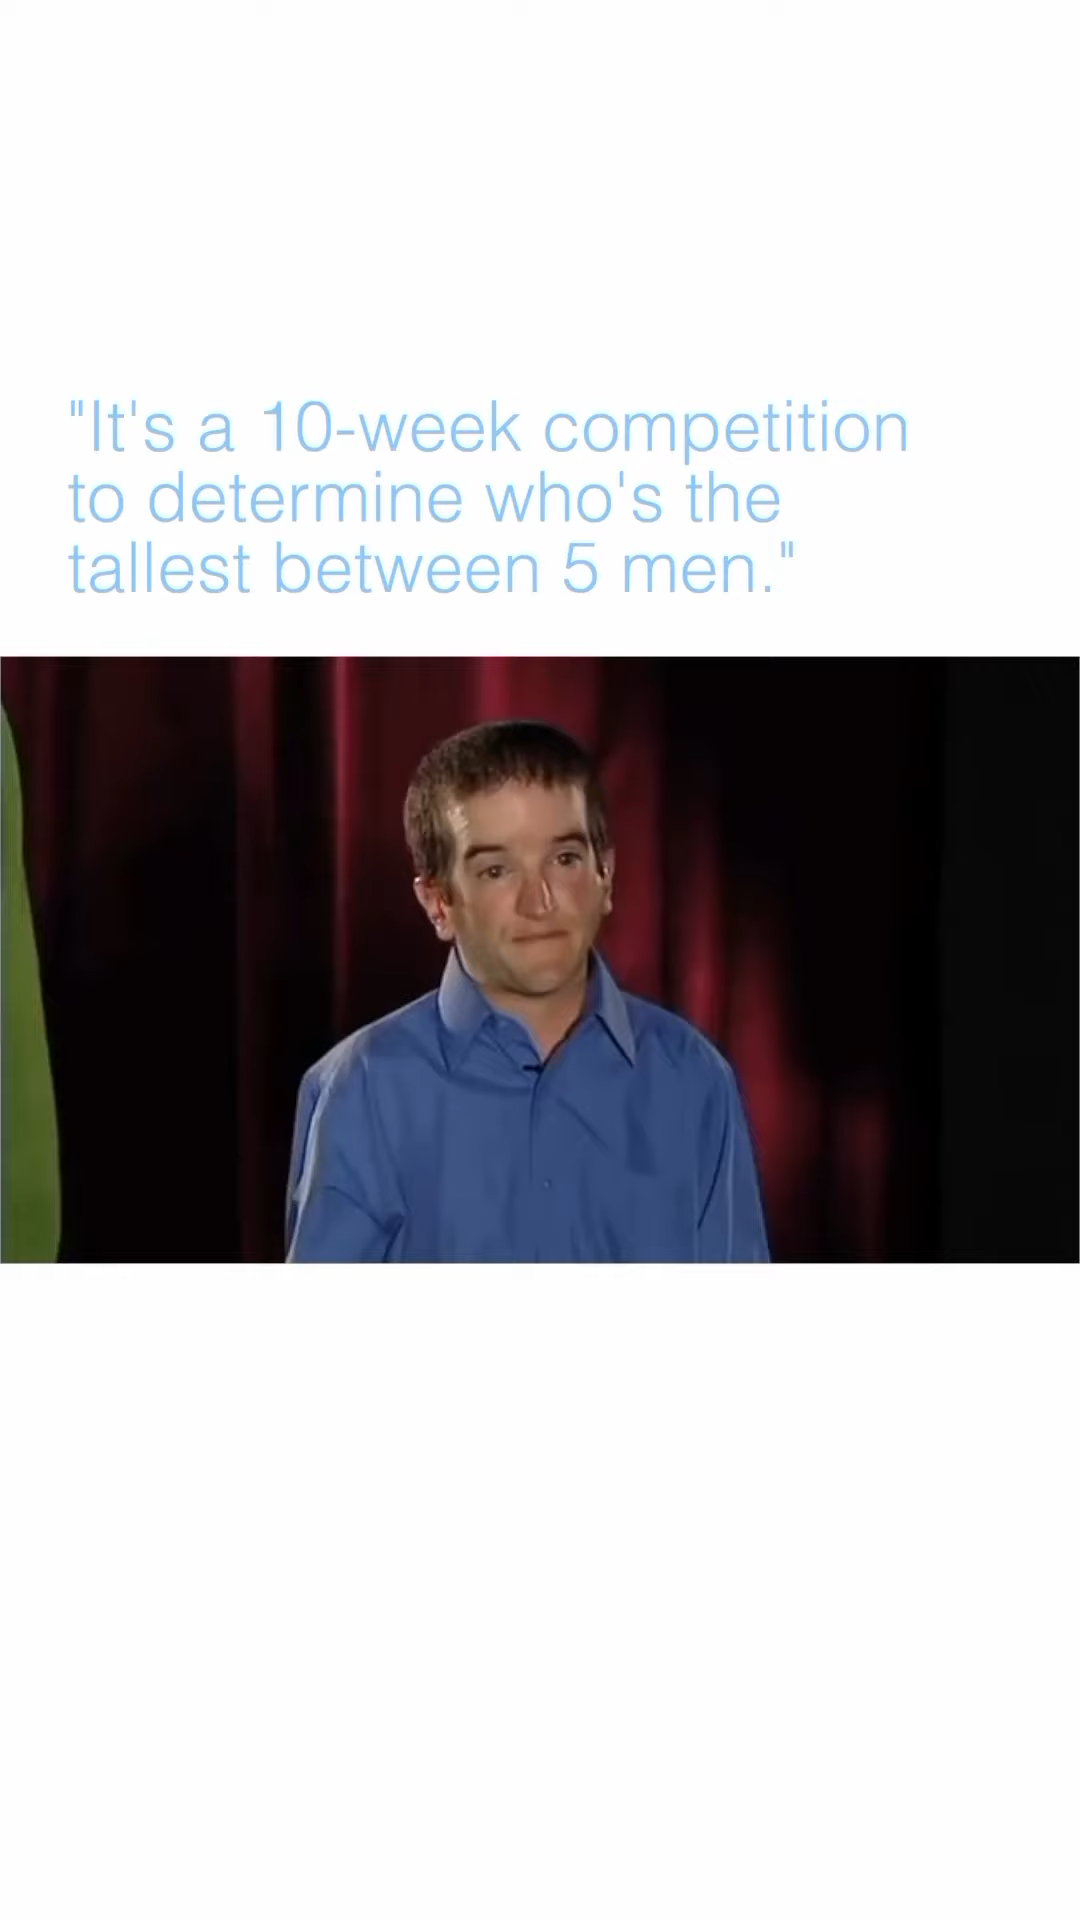 "It's a 10-week competition
to determine who's the
tallest between 5 men."